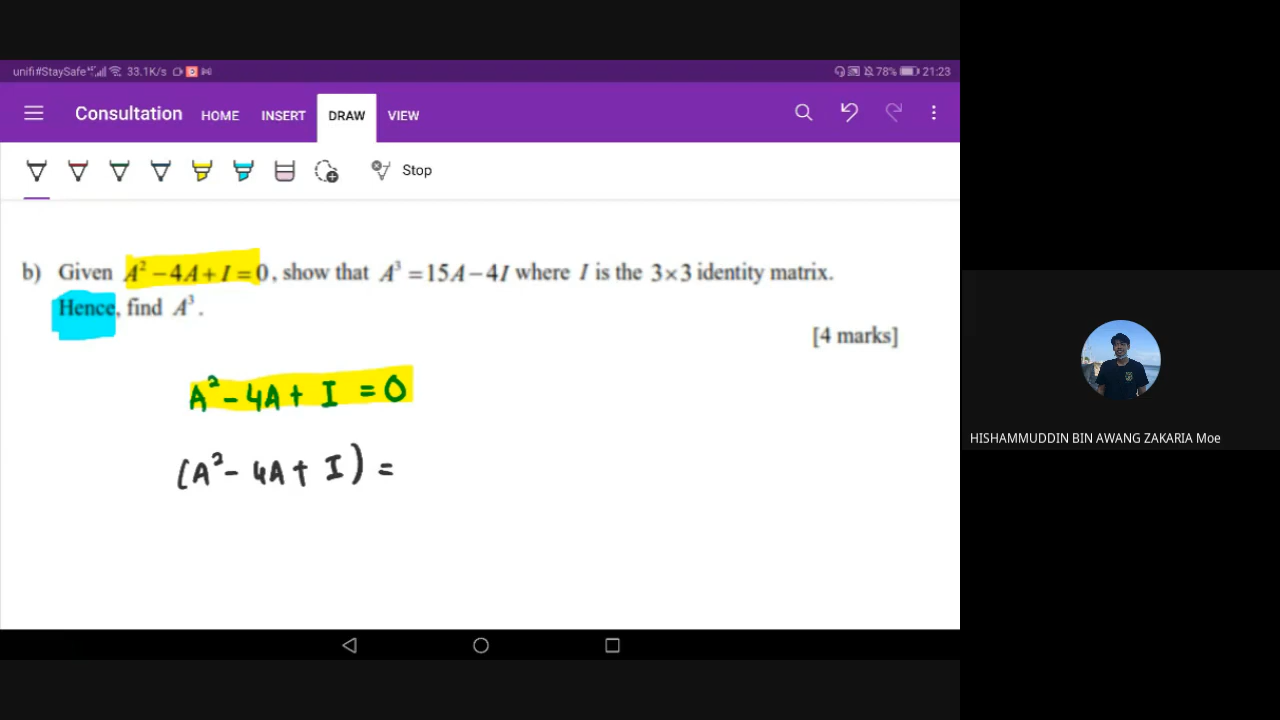 unifi#StaySafe 33.1K/s 78% 21:23
Consultation HOME INSERT DRAW VIEW
Stop
b) Given A² − 4A + I = 0, show that A³ = 15A − 4I where I is the 3×3 identity matrix.
Hence, find A³.
[4 marks]
A² - 4A + I = 0
(A² - 4A + I) =
HISHAMMUDDIN BIN AWANG ZAKARIA Moe